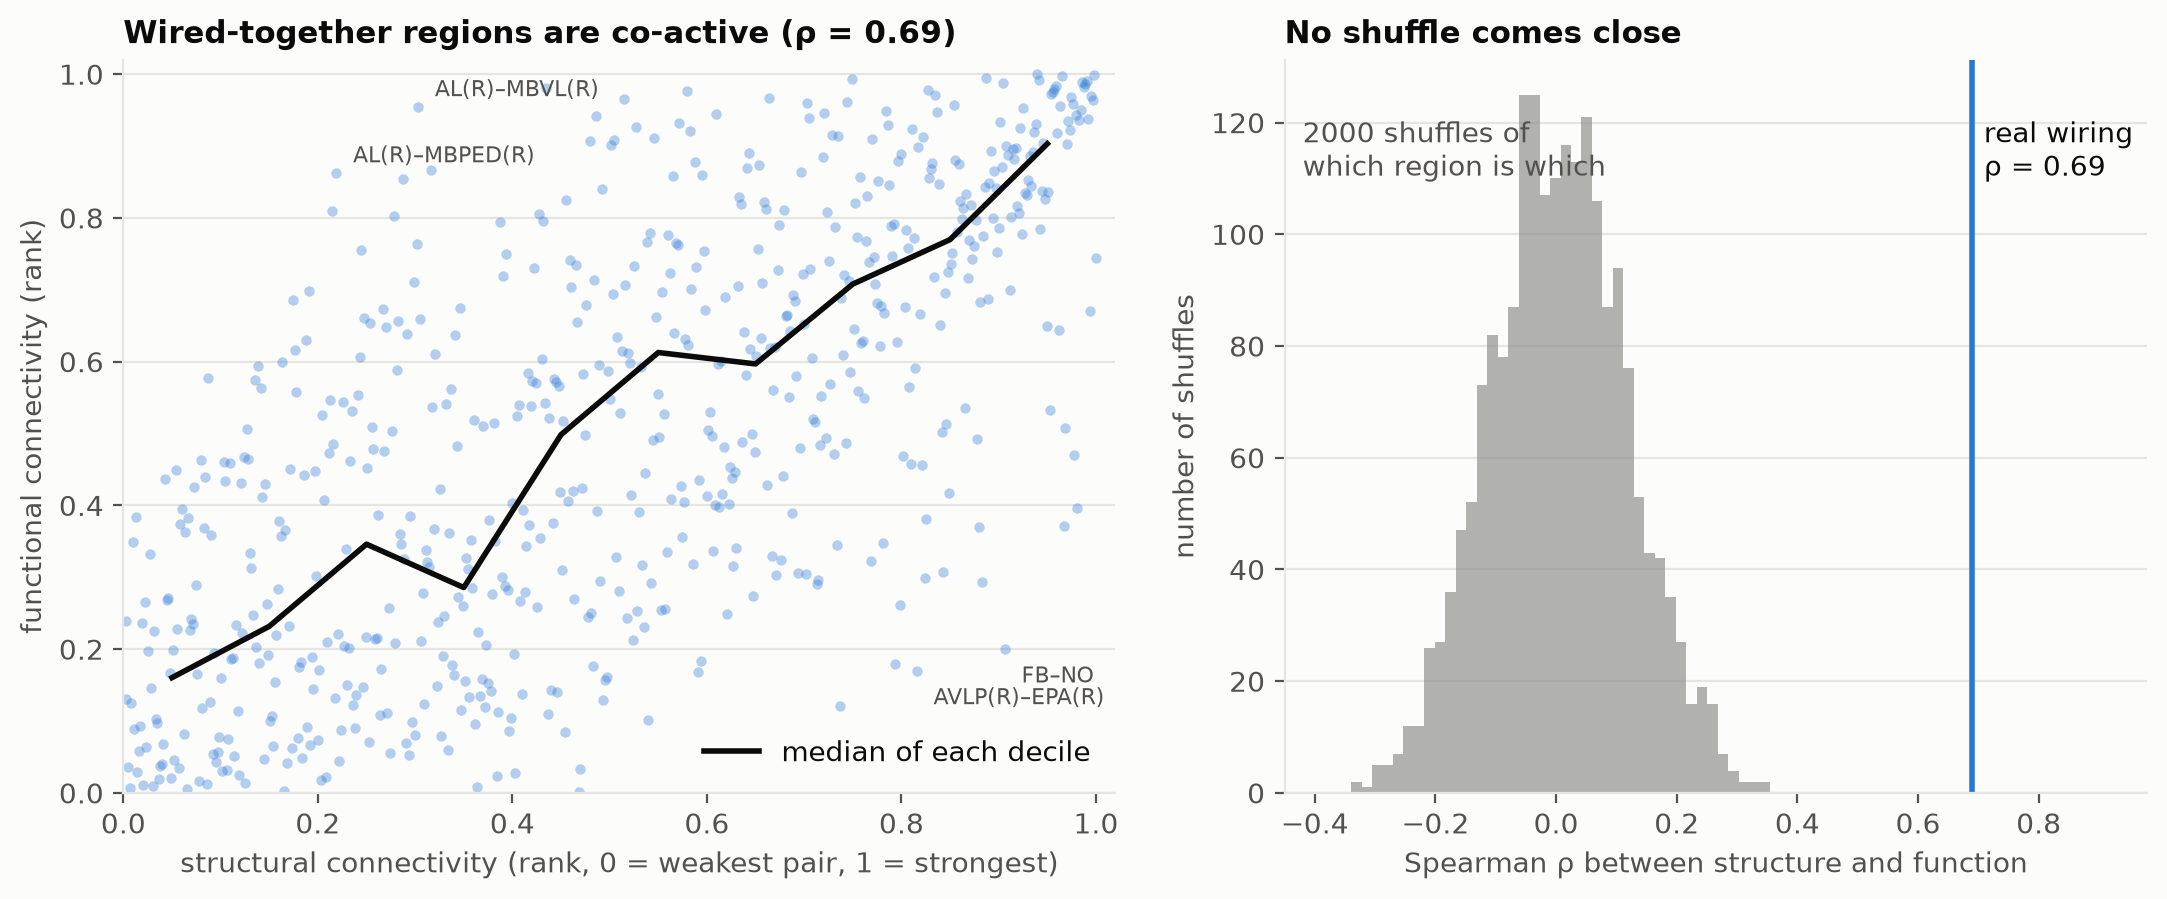 Wired-together regions are co-active (ρ = 0.69)
functional connectivity (rank)
1.0
0.8
0.6
0.4
0.2
0.0
AL(R)–MBVL(R)
AL(R)–MBPED(R)
FB–NO
AVLP(R)–EPA(R)
median of each decile
0.0 0.2 0.4 0.6 0.8 1.0
structural connectivity (rank, 0 = weakest pair, 1 = strongest)
No shuffle comes close
number of shuffles
120
100
80
60
40
20
0
2000 shuffles of
which region is which
real wiring
ρ = 0.69
−0.4 −0.2 0.0 0.2 0.4 0.6 0.8
Spearman ρ between structure and function